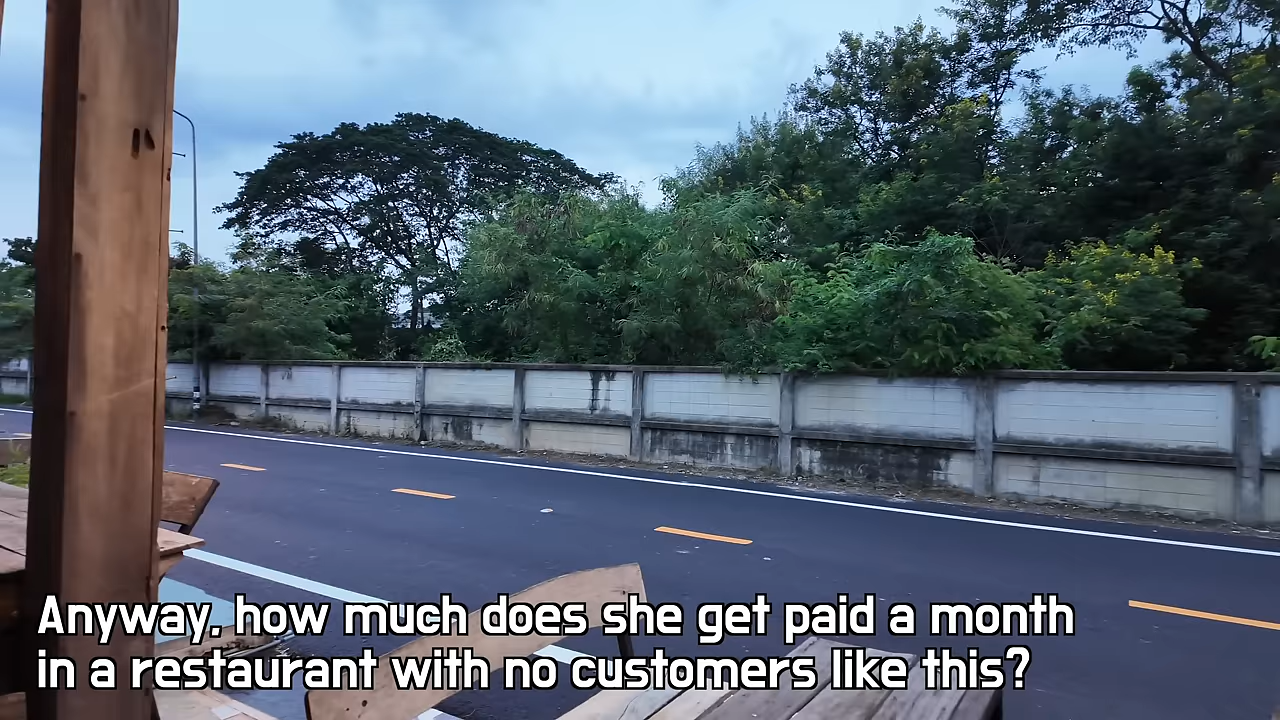 Anyway, how much does she get paid a month
in a restaurant with no customers like this?